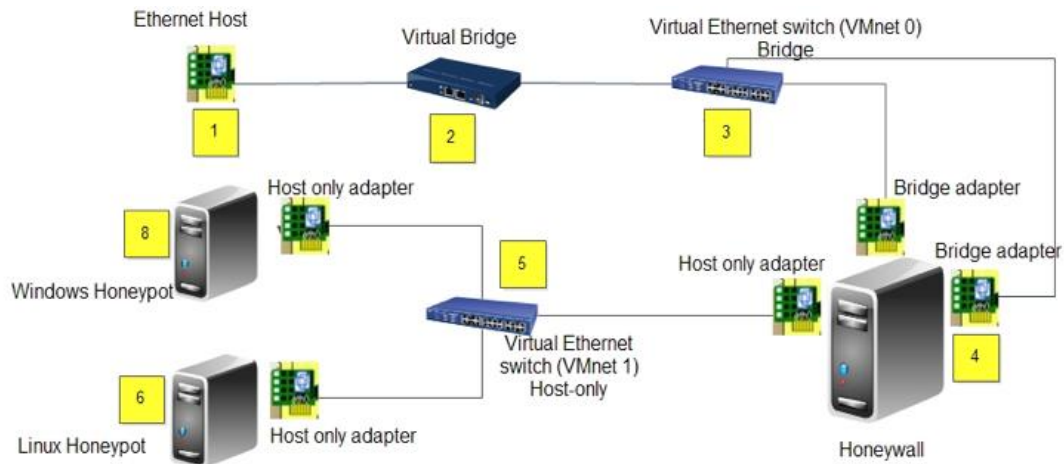 Ethernet Host
Virtual Bridge
Virtual Ethernet switch (VMnet 0)
Bridge
1
2
3
Host only adapter
Bridge adapter
8
5
Host only adapter
Bridge adapter
Windows Honeypot
Virtual Ethernet
switch (VMnet 1)
Host-only
4
6
Linux Honeypot
Host only adapter
Honeywall